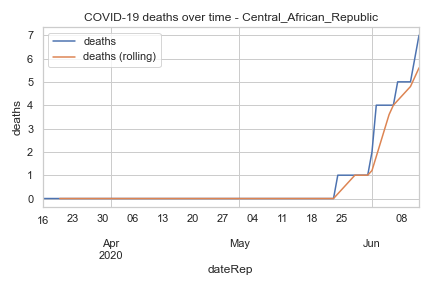 COVID-19 deaths over time - Central_African_Republic
deaths
deaths (rolling)
deaths
7
6
5
4
3
2
1
0
16 23 30 06 13 20 27 04 11 18 25 08
Apr May Jun
2020
dateRep